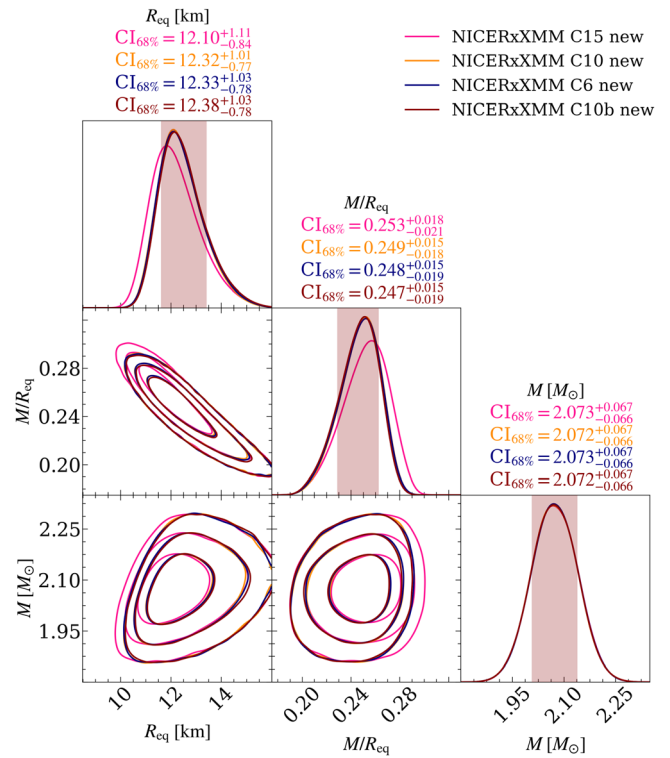 R_eq [km]
CI_68% = 12.10 +1.11 −0.84
CI_68% = 12.32 +1.01 −0.77
CI_68% = 12.33 +1.03 −0.78
CI_68% = 12.38 +1.03 −0.78
NICERxXMM C15 new
NICERxXMM C10 new
NICERxXMM C6 new
NICERxXMM C10b new
M/R_eq
CI_68% = 0.253 +0.018 −0.021
CI_68% = 0.249 +0.015 −0.018
CI_68% = 0.248 +0.015 −0.019
CI_68% = 0.247 +0.015 −0.019
M/R_eq
0.28
0.24
0.20
M [M_⊙]
CI_68% = 2.073 +0.067 −0.066
CI_68% = 2.072 +0.067 −0.066
CI_68% = 2.073 +0.067 −0.066
CI_68% = 2.072 +0.067 −0.066
M [M_⊙]
2.25
2.10
1.95
10 12 14
R_eq [km]
0.20 0.24 0.28
M/R_eq
1.95 2.10 2.25
M [M_⊙]